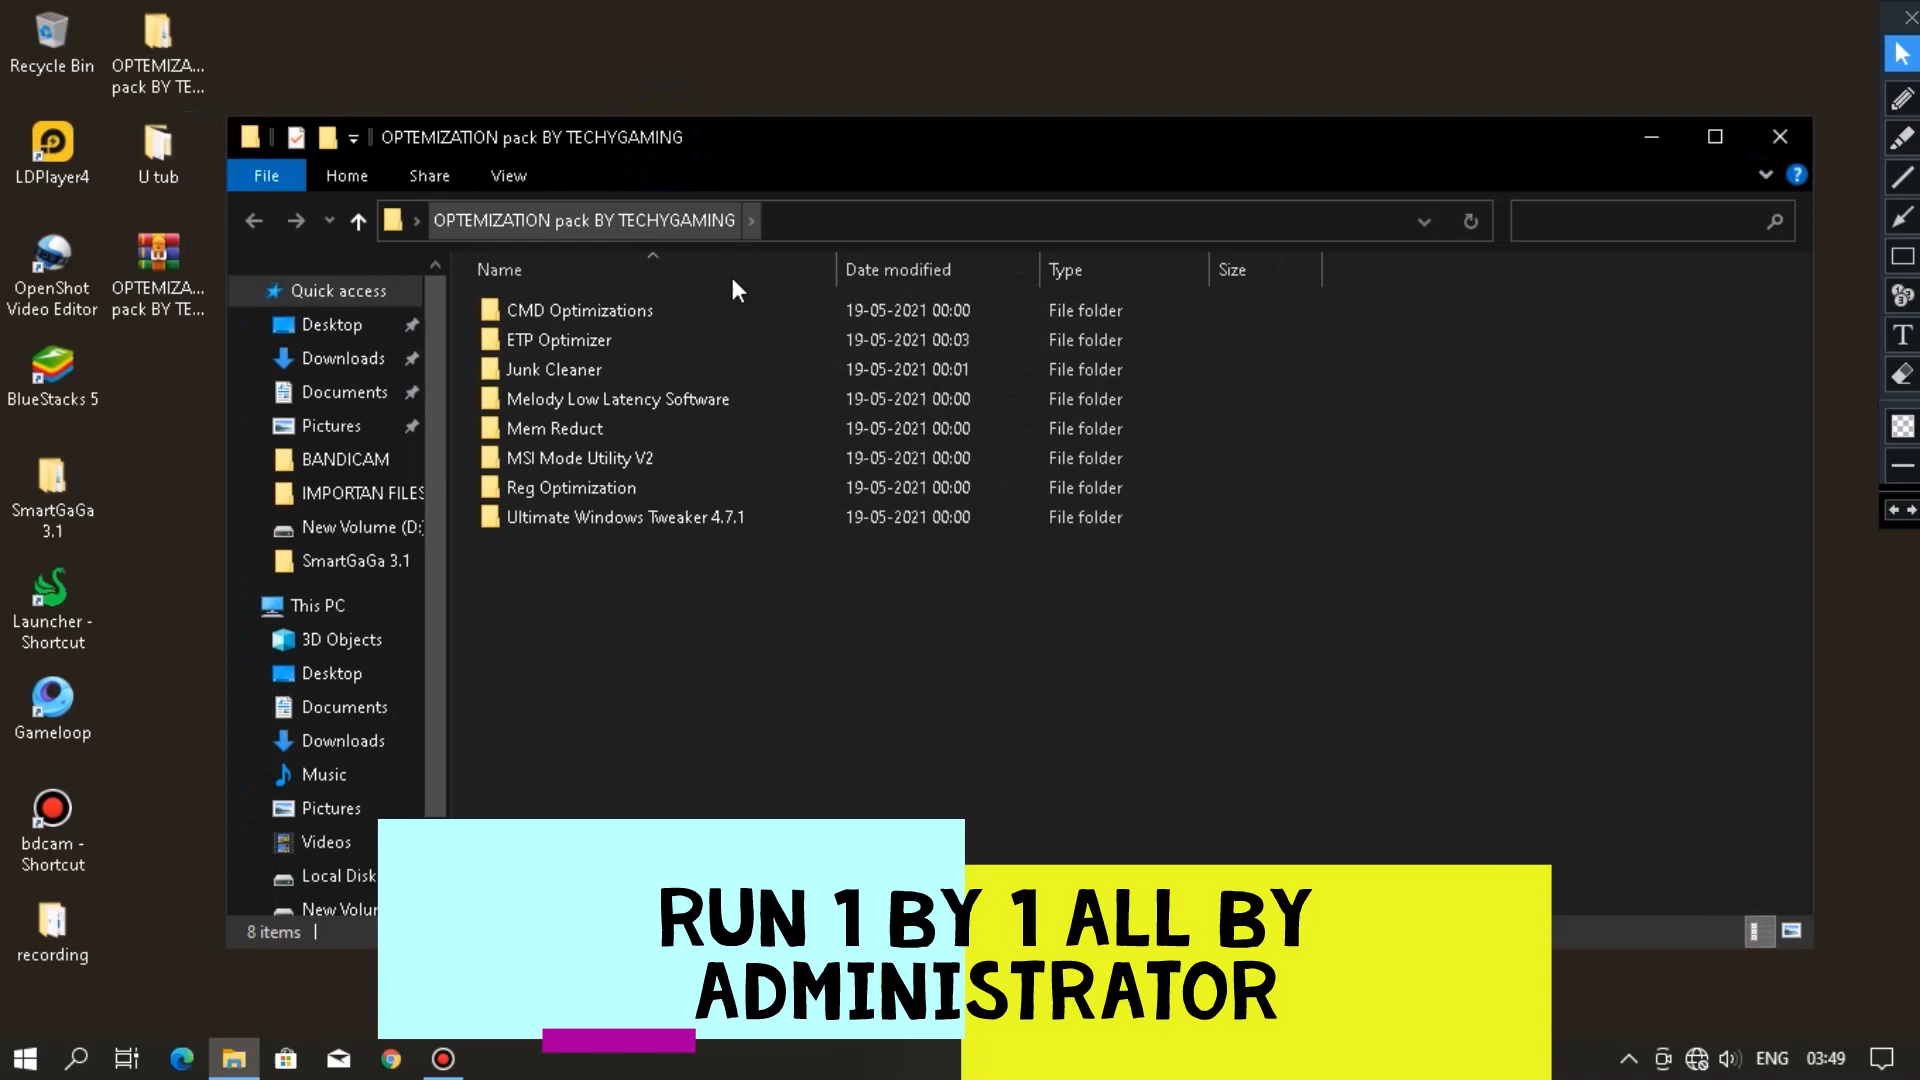 Recycle Bin
OPTEMIZA...
pack BY TE...
LDPlayer4
U tub
OpenShot
Video Editor
OPTEMIZA...
pack BY TE...
BlueStacks 5
SmartGaGa
3.1
Launcher -
Shortcut
Gameloop
bdcam -
Shortcut
recording
OPTEMIZATION pack BY TECHYGAMING
File
Home
Share
View
?
OPTEMIZATION pack BY TECHYGAMING
Name
Date modified
Type
Size
Quick access
Desktop
Downloads
Documents
Pictures
BANDICAM
IMPORTAN FILES
New Volume (D:)
SmartGaGa 3.1
This PC
3D Objects
Desktop
Documents
Downloads
Music
Pictures
Videos
Local Disk
New Volur
CMD Optimizations 19-05-2021 00:00 File folder
ETP Optimizer 19-05-2021 00:03 File folder
Junk Cleaner 19-05-2021 00:01 File folder
Melody Low Latency Software 19-05-2021 00:00 File folder
Mem Reduct 19-05-2021 00:00 File folder
MSI Mode Utility V2 19-05-2021 00:00 File folder
Reg Optimization 19-05-2021 00:00 File folder
Ultimate Windows Tweaker 4.7.1 19-05-2021 00:00 File folder
8 items
RUN 1 BY 1 ALL BY
ADMINISTRATOR
T
ENG
03:49